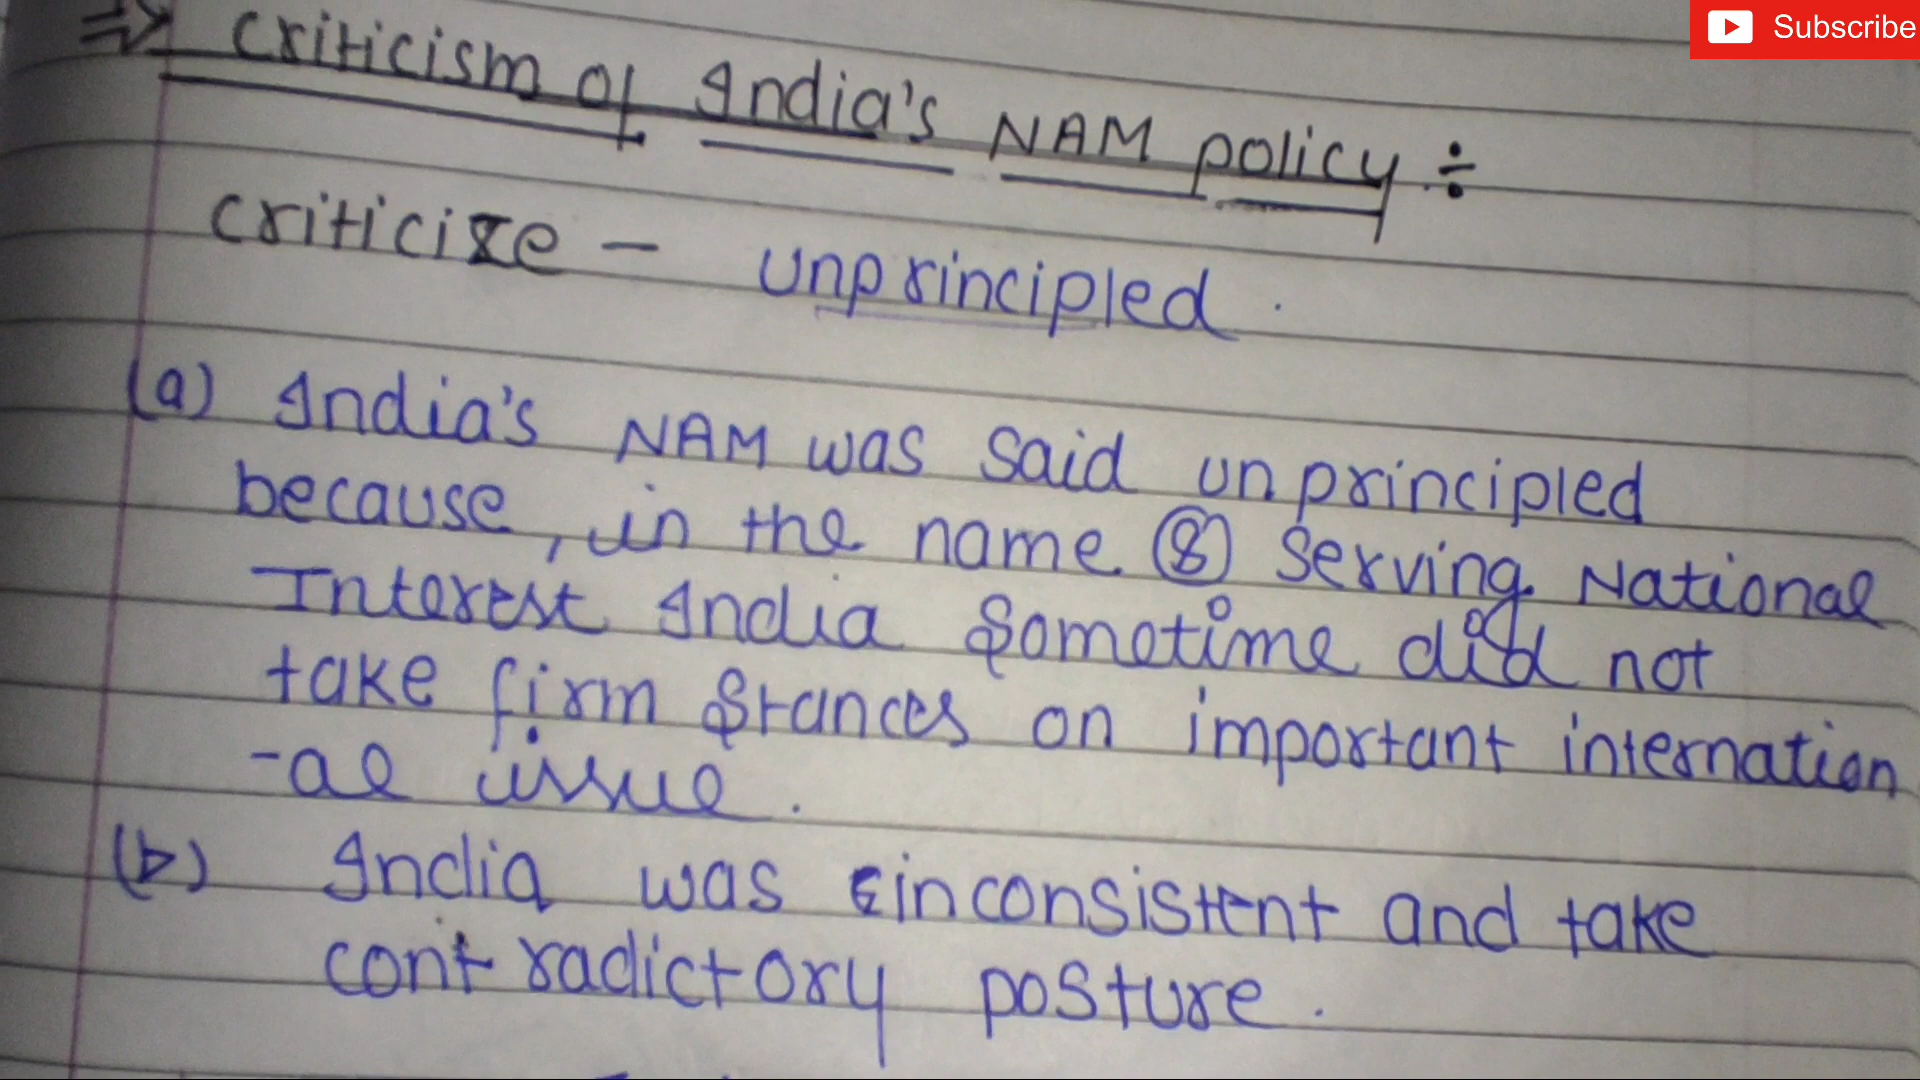 Subscribe
⇒ criticism of India's NAM policy ÷
criticize - unprincipled.
(a) India's NAM was said unprincipled
because, in the name serving National
Interest India Sometime did not
take firm Stances on important internation
-al issue.
(b) India was inconsistent and take
contradictory posture.